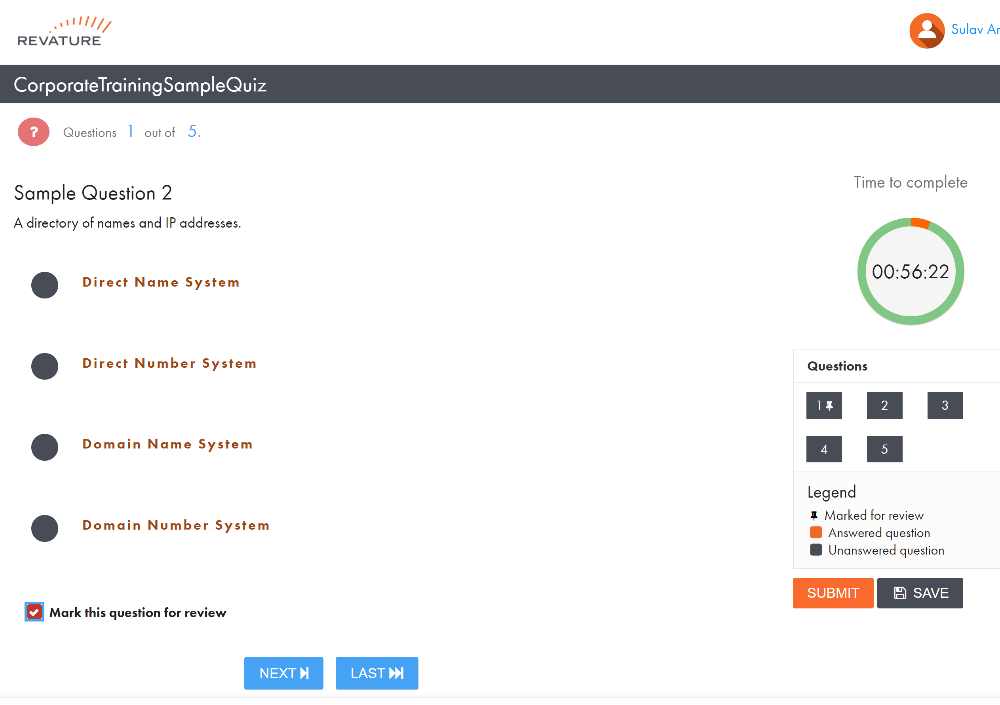 REVATURE
Sulav Ar
CorporateTrainingSampleQuiz
? Questions 1 out of 5.
Time to complete
Sample Question 2
A directory of names and IP addresses.
00:56:22
Direct Name System
Direct Number System
Domain Name System
Domain Number System
Mark this question for review
NEXT LAST
Questions
1 2 3
4 5
Legend
Marked for review
Answered question
Unanswered question
SUBMIT SAVE